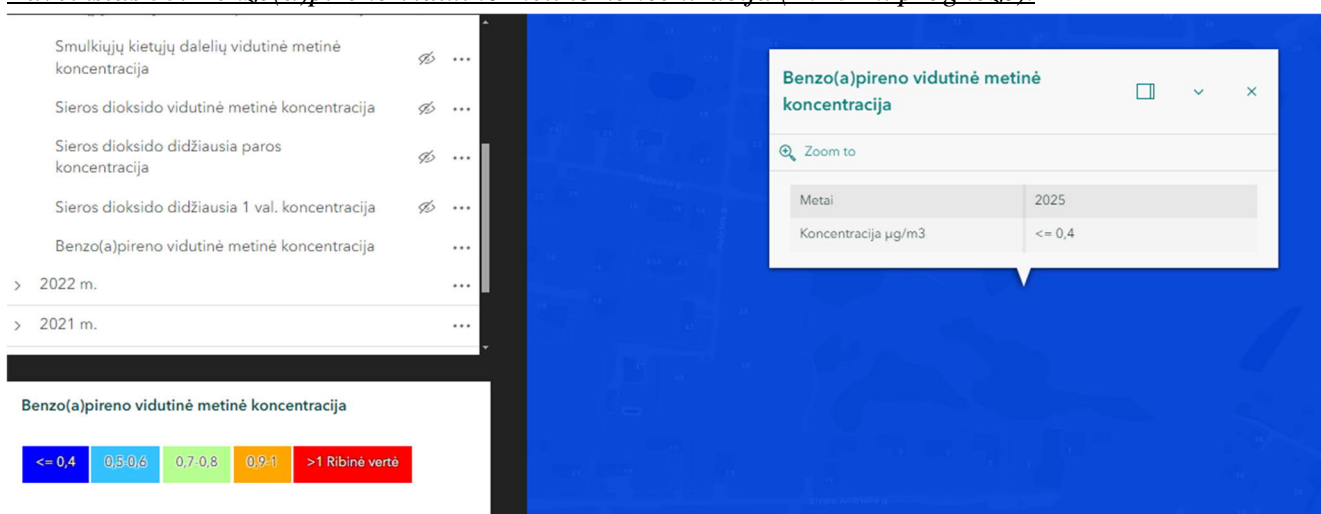 Smulkiųjų kietųjų dalelių vidutinė metinė
koncentracija
Sieros dioksido vidutinė metinė koncentracija
Sieros dioksido didžiausia paros
koncentracija
Sieros dioksido didžiausia 1 val. koncentracija
Benzo(a)pireno vidutinė metinė koncentracija
2022 m.
2021 m.
Benzo(a)pireno vidutinė metinė koncentracija
<= 0,4 0,5-0,6 0,7-0,8 0,9-1 >1 Ribinė vertė
Benzo(a)pireno vidutinė metinė
koncentracija
Zoom to
Metai 2025
Koncentracija µg/m3 <= 0,4